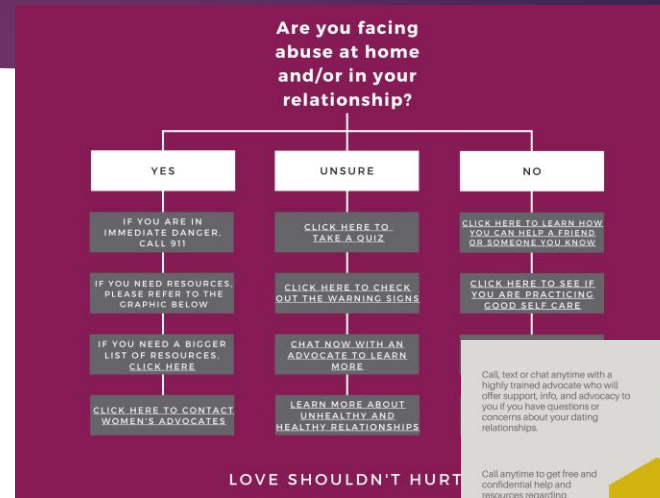 Are you facing
abuse at home
and/or in your
relationship?
YES
IF YOU ARE IN
IMMEDIATE DANGER,
CALL 911
IF YOU NEED RESOURCES,
PLEASE REFER TO THE
GRAPHIC BELOW
IF YOU NEED A BIGGER
LIST OF RESOURCES,
CLICK HERE
CLICK HERE TO CONTACT
WOMEN'S ADVOCATES
UNSURE
CLICK HERE TO
TAKE A QUIZ
CLICK HERE TO CHECK
OUT THE WARNING SIGNS
CHAT NOW WITH AN
ADVOCATE TO LEARN
MORE
LEARN MORE ABOUT
UNHEALTHY AND
HEALTHY RELATIONSHIPS
NO
CLICK HERE TO LEARN HOW
YOU CAN HELP A FRIEND
OR SOMEONE YOU KNOW
CLICK HERE TO SEE IF
YOU ARE PRACTICING
GOOD SELF CARE
LOVE SHOULDN'T HURT
Call, text or chat anytime with a
highly trained advocate who will
offer support, info, and advocacy to
you if you have questions or
concerns about your dating
relationships.
Call anytime to get free and
confidential help and
resources regarding